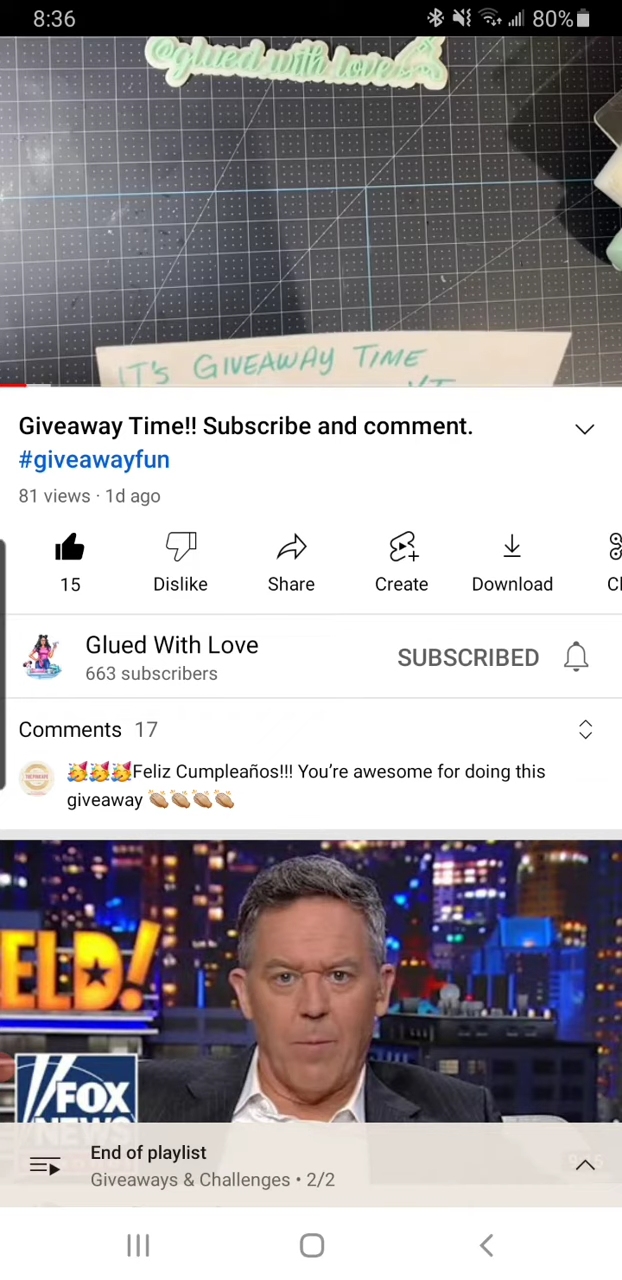 8:36
80%
@glued with love
IT'S GIVEAWAY TIME
Giveaway Time!! Subscribe and comment.
#giveawayfun
81 views · 1d ago
15
Dislike
Share
Create
Download
Glued With Love
663 subscribers
SUBSCRIBED
Comments 17
🥳🥳🥳Feliz Cumpleaños!!! You’re awesome for doing this
giveaway 👏🏼👏🏼👏🏼👏🏼
ELD!
FOX
NEWS
End of playlist
Giveaways & Challenges • 2/2